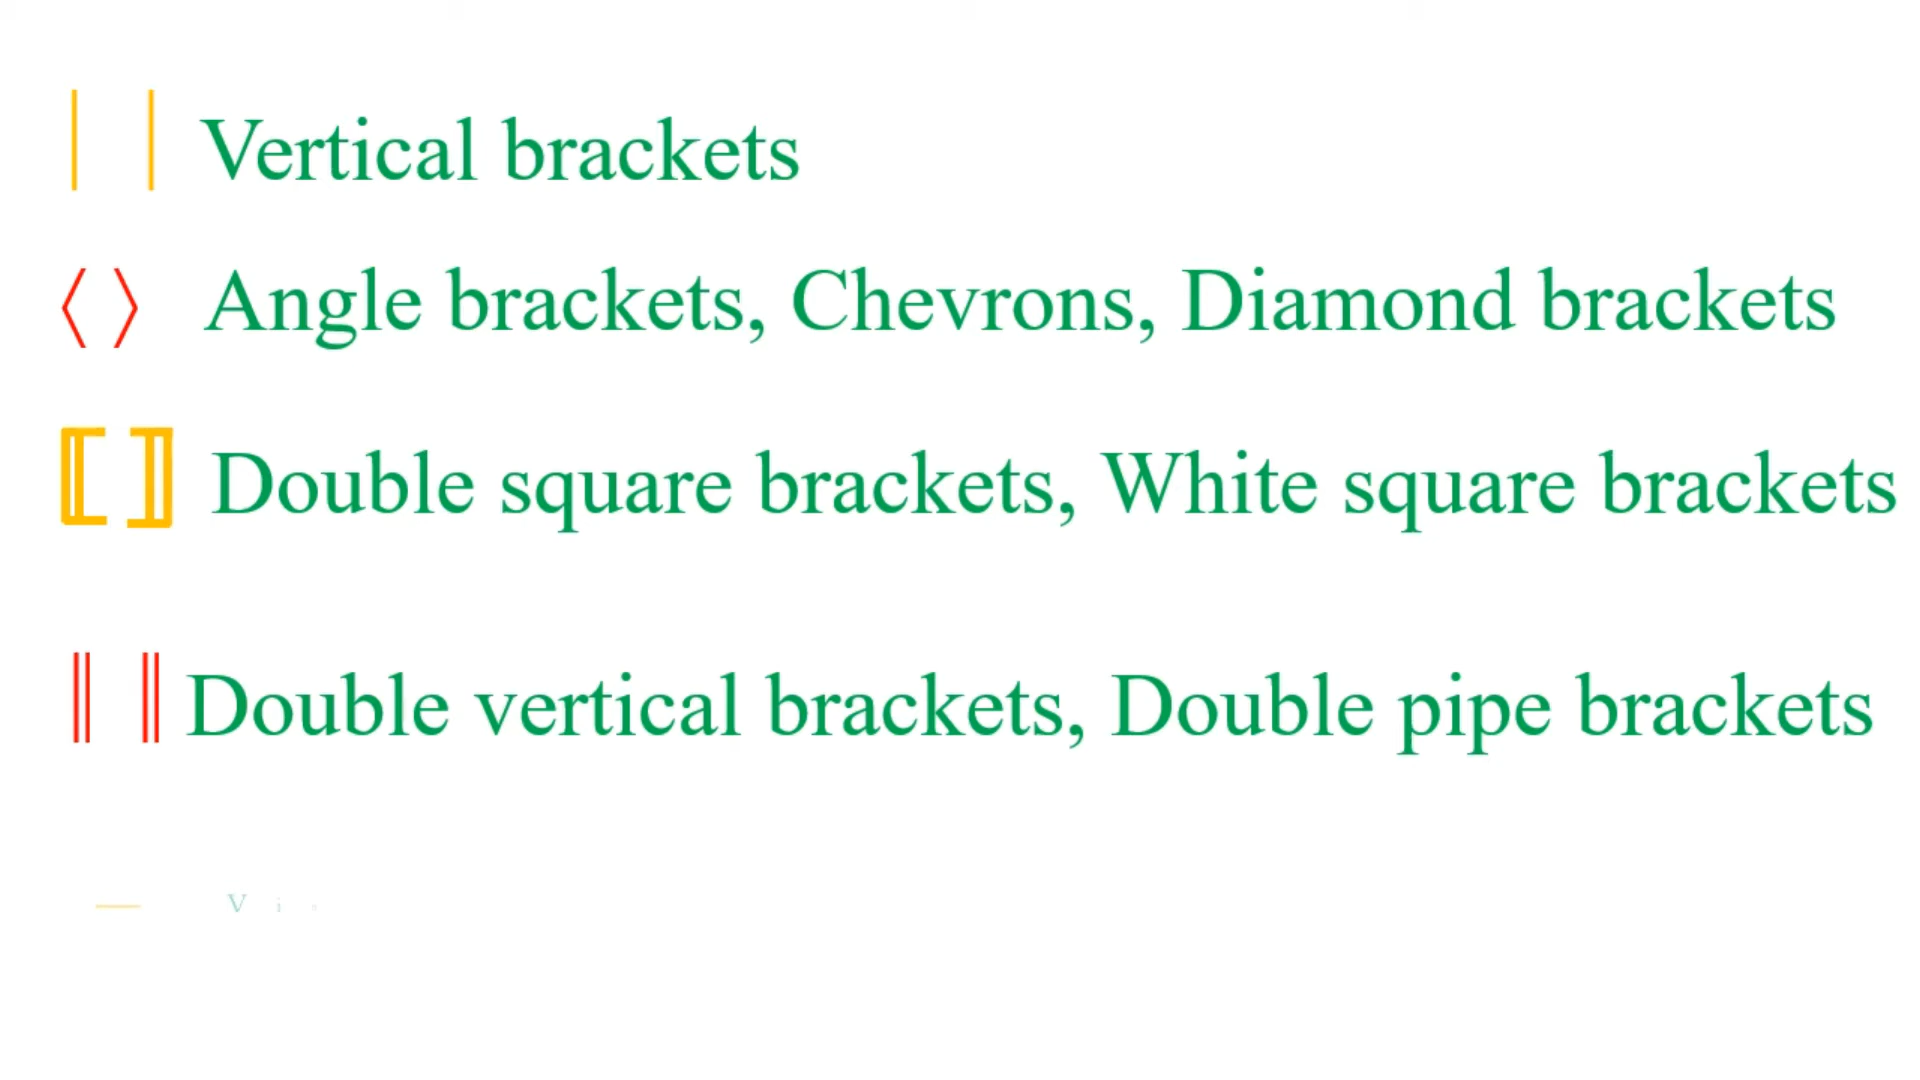 | | Vertical brackets
〈 〉 Angle brackets, Chevrons, Diamond brackets
⟦ ⟧ Double square brackets, White square brackets
‖ ‖ Double vertical brackets, Double pipe brackets